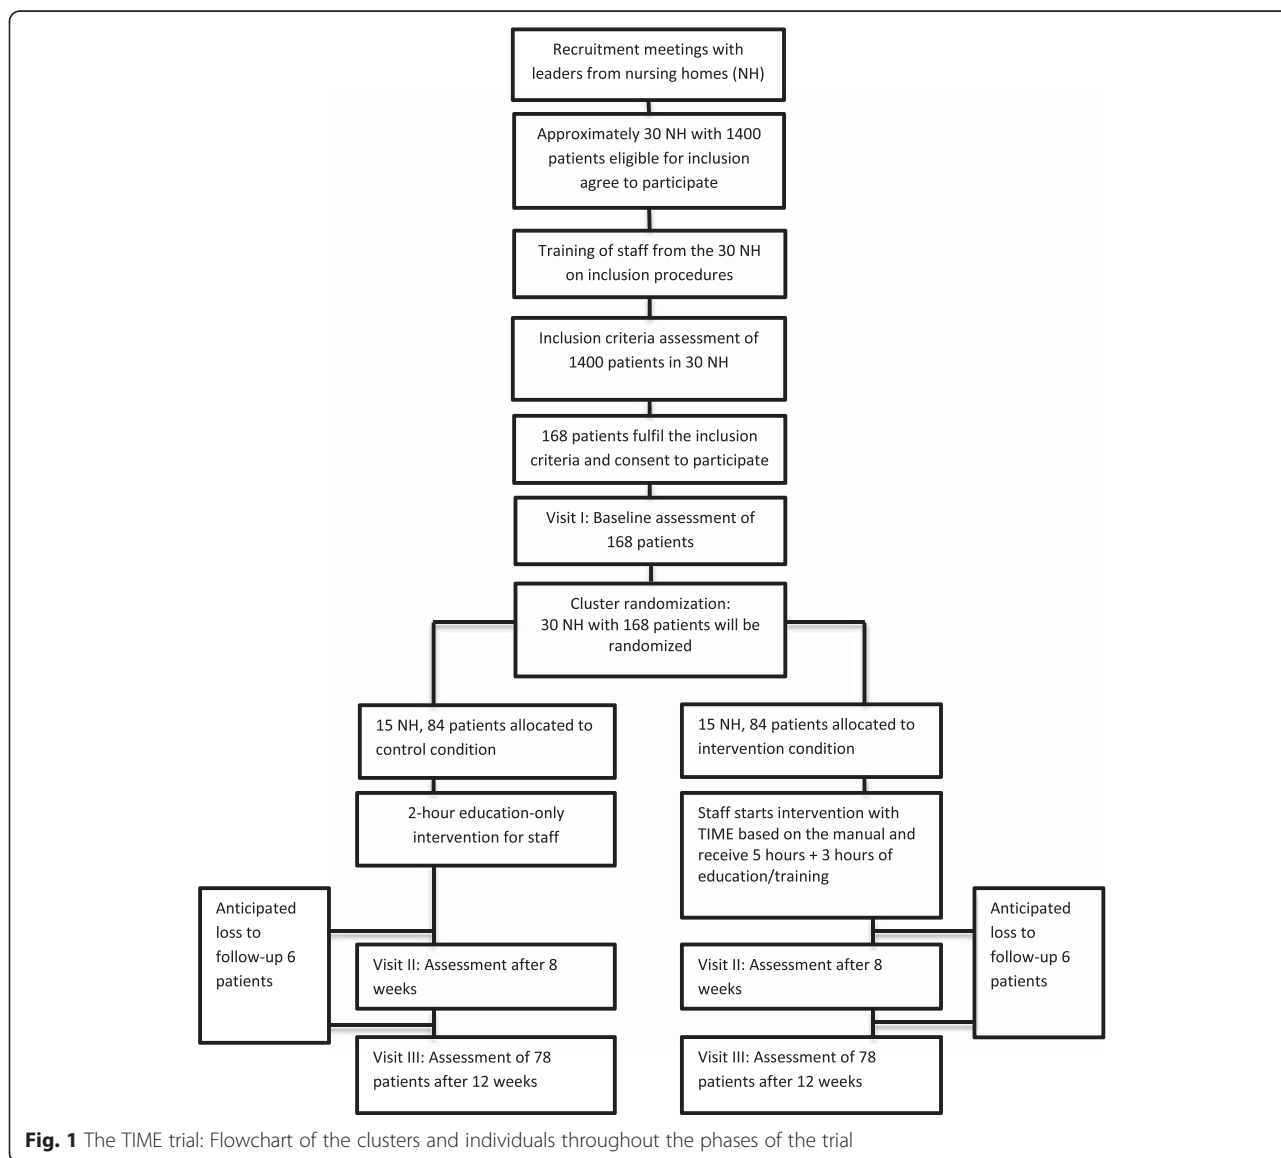 Recruitment meetings with
leaders from nursing homes (NH)
Approximately 30 NH with 1400
patients eligible for inclusion
agree to participate
Training of staff from the 30 NH
on inclusion procedures
Inclusion criteria assessment of
1400 patients in 30 NH
168 patients fulfil the inclusion
criteria and consent to participate
Visit I: Baseline assessment of
168 patients
Cluster randomization:
30 NH with 168 patients will be
randomized
15 NH, 84 patients allocated to
control condition
15 NH, 84 patients allocated to
intervention condition
2-hour education-only
intervention for staff
Staff starts intervention with
TIME based on the manual and
receive 5 hours + 3 hours of
education/training
Anticipated
loss to
follow-up 6
patients
Anticipated
loss to
follow-up 6
patients
Visit II: Assessment after 8
weeks
Visit II: Assessment after 8
weeks
Visit III: Assessment of 78
patients after 12 weeks
Visit III: Assessment of 78
patients after 12 weeks
Fig. 1 The TIME trial: Flowchart of the clusters and individuals throughout the phases of the trial